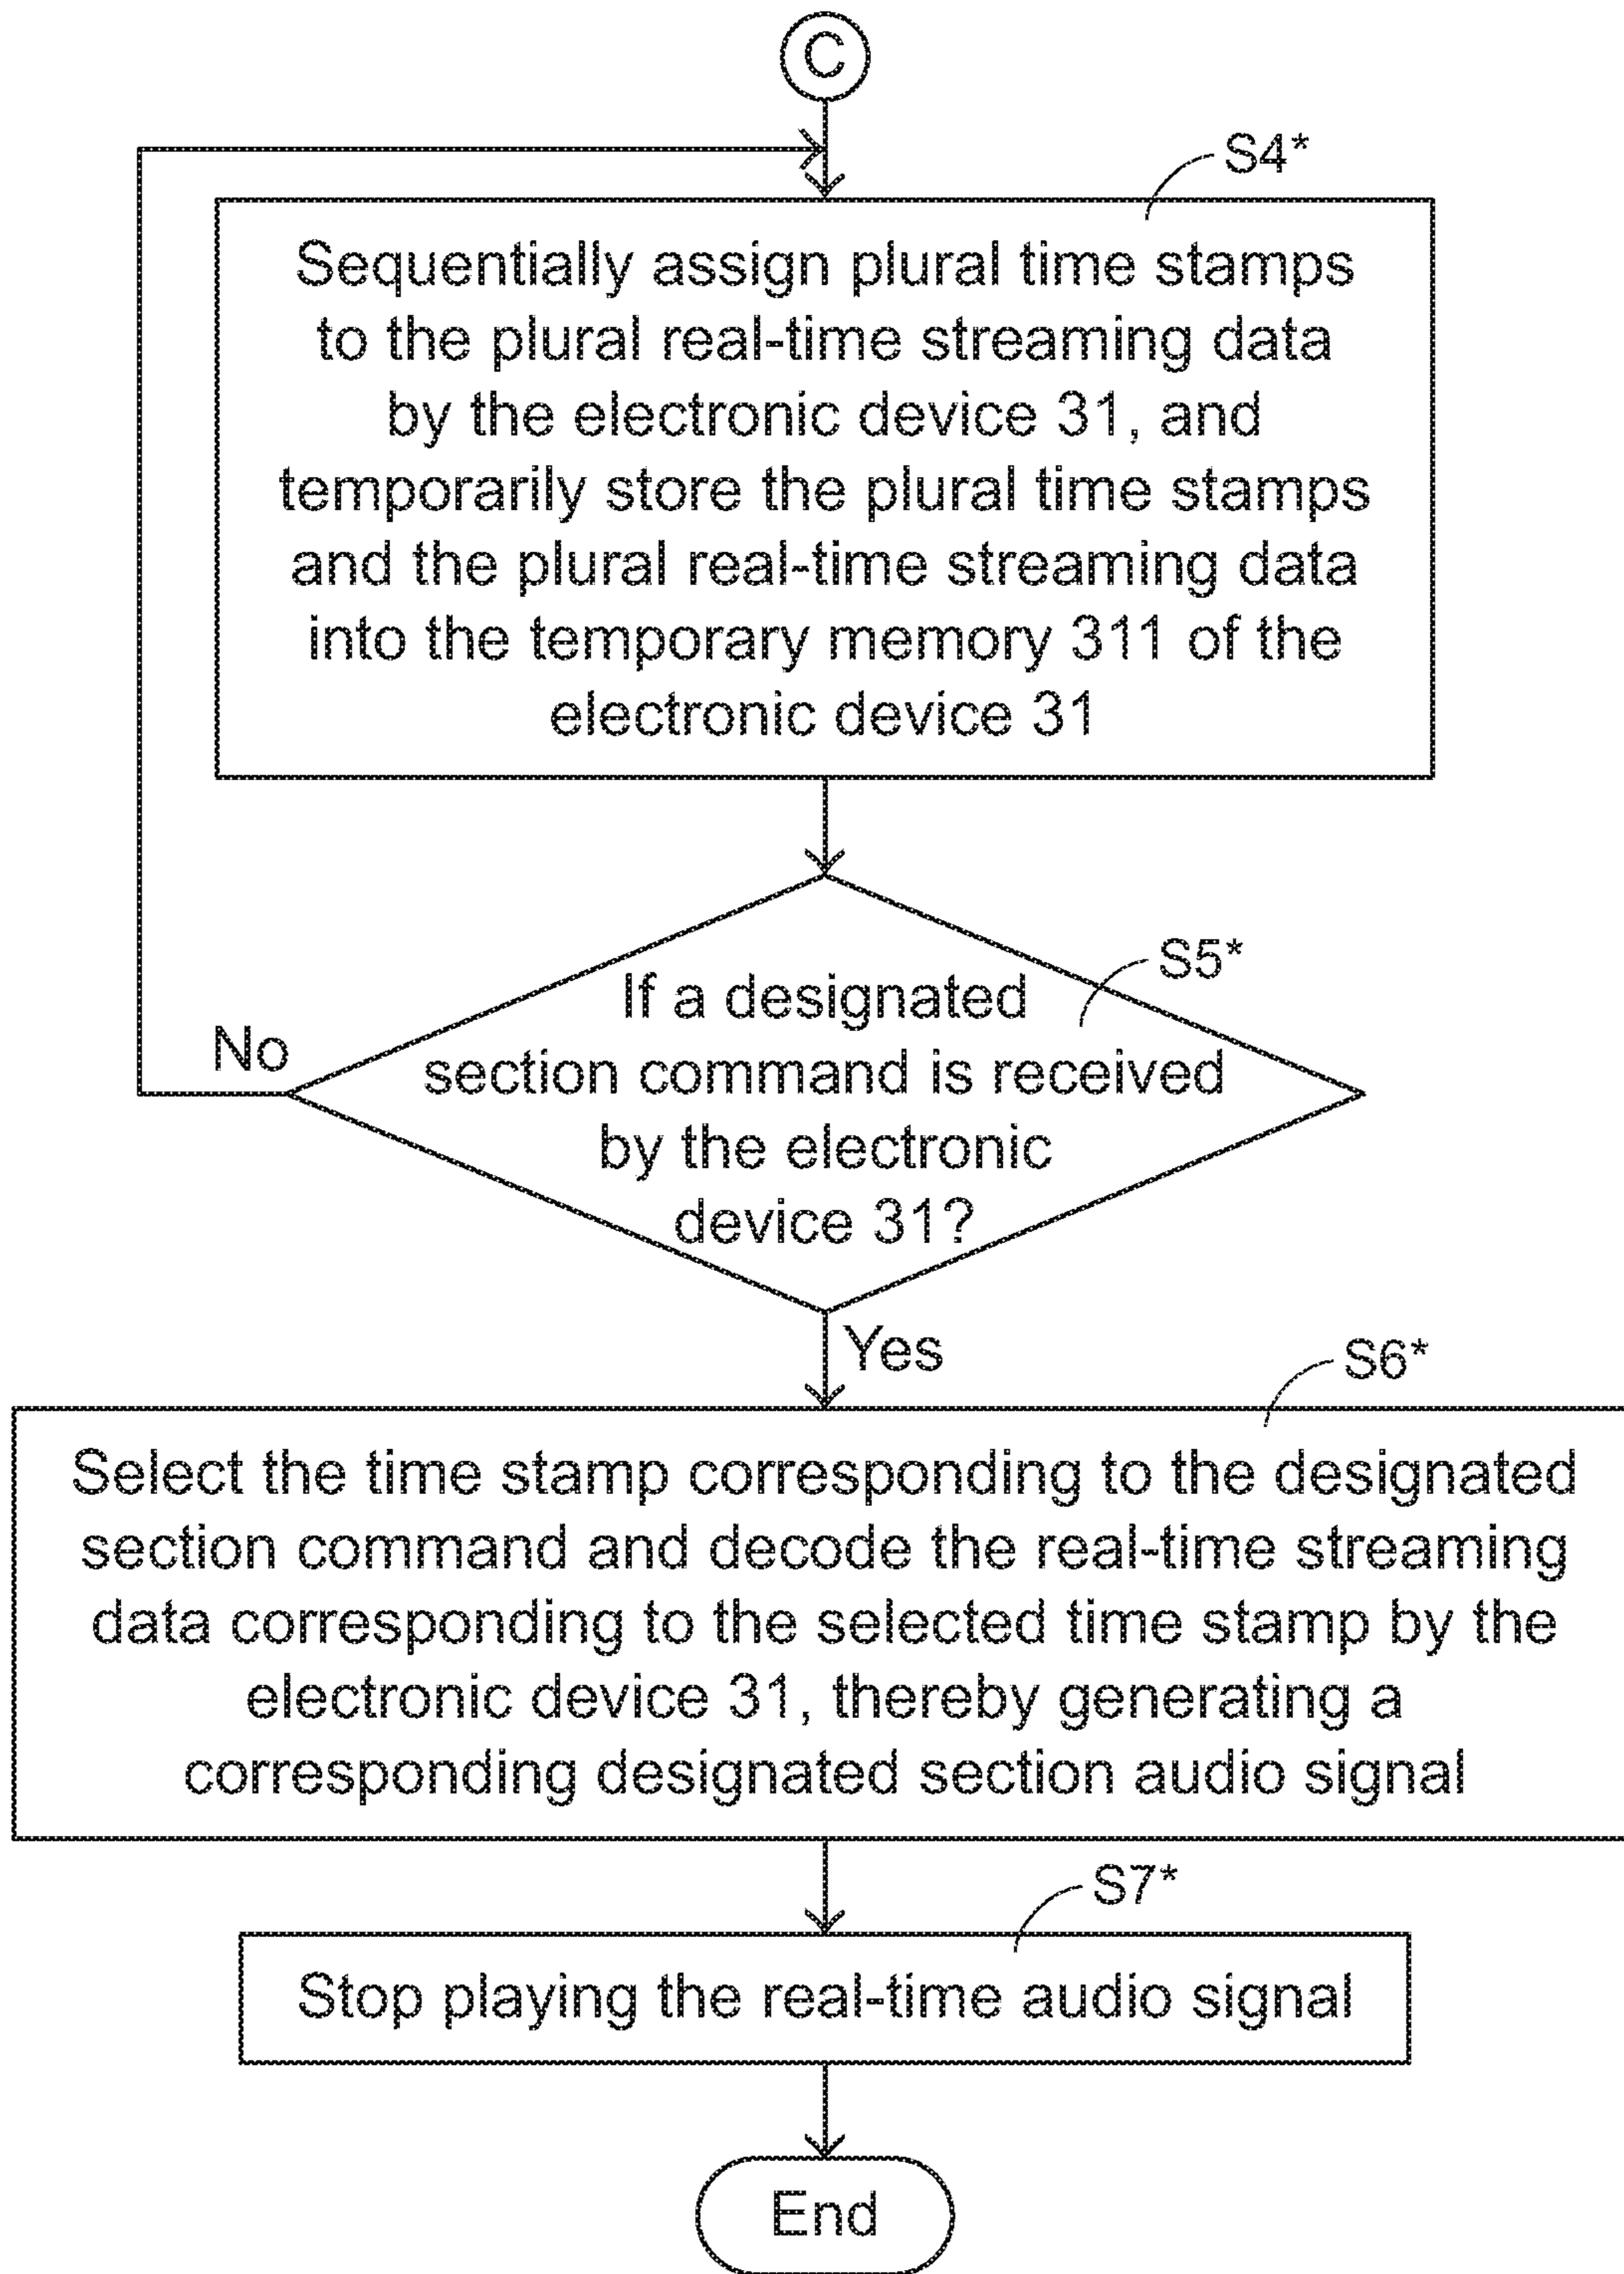 C
S4*
Sequentially assign plural time stamps
to the plural real-time streaming data
by the electronic device 31, and
temporarily store the plural time stamps
and the plural real-time streaming data
into the temporary memory 311 of the
electronic device 31
S5*
If a designated
section command is received
by the electronic
device 31?
No
Yes
S6*
Select the time stamp corresponding to the designated
section command and decode the real-time streaming
data corresponding to the selected time stamp by the
electronic device 31, thereby generating a
corresponding designated section audio signal
S7*
Stop playing the real-time audio signal
End